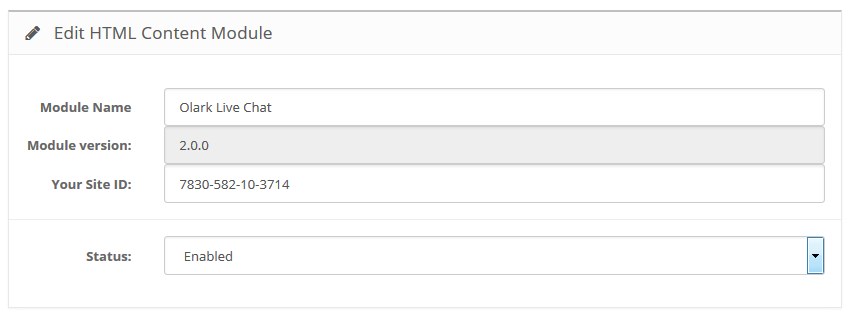 Edit HTML Content Module
Module Name Olark Live Chat
Module version: 2.0.0
Your Site ID: 7830-582-10-3714
Status: Enabled